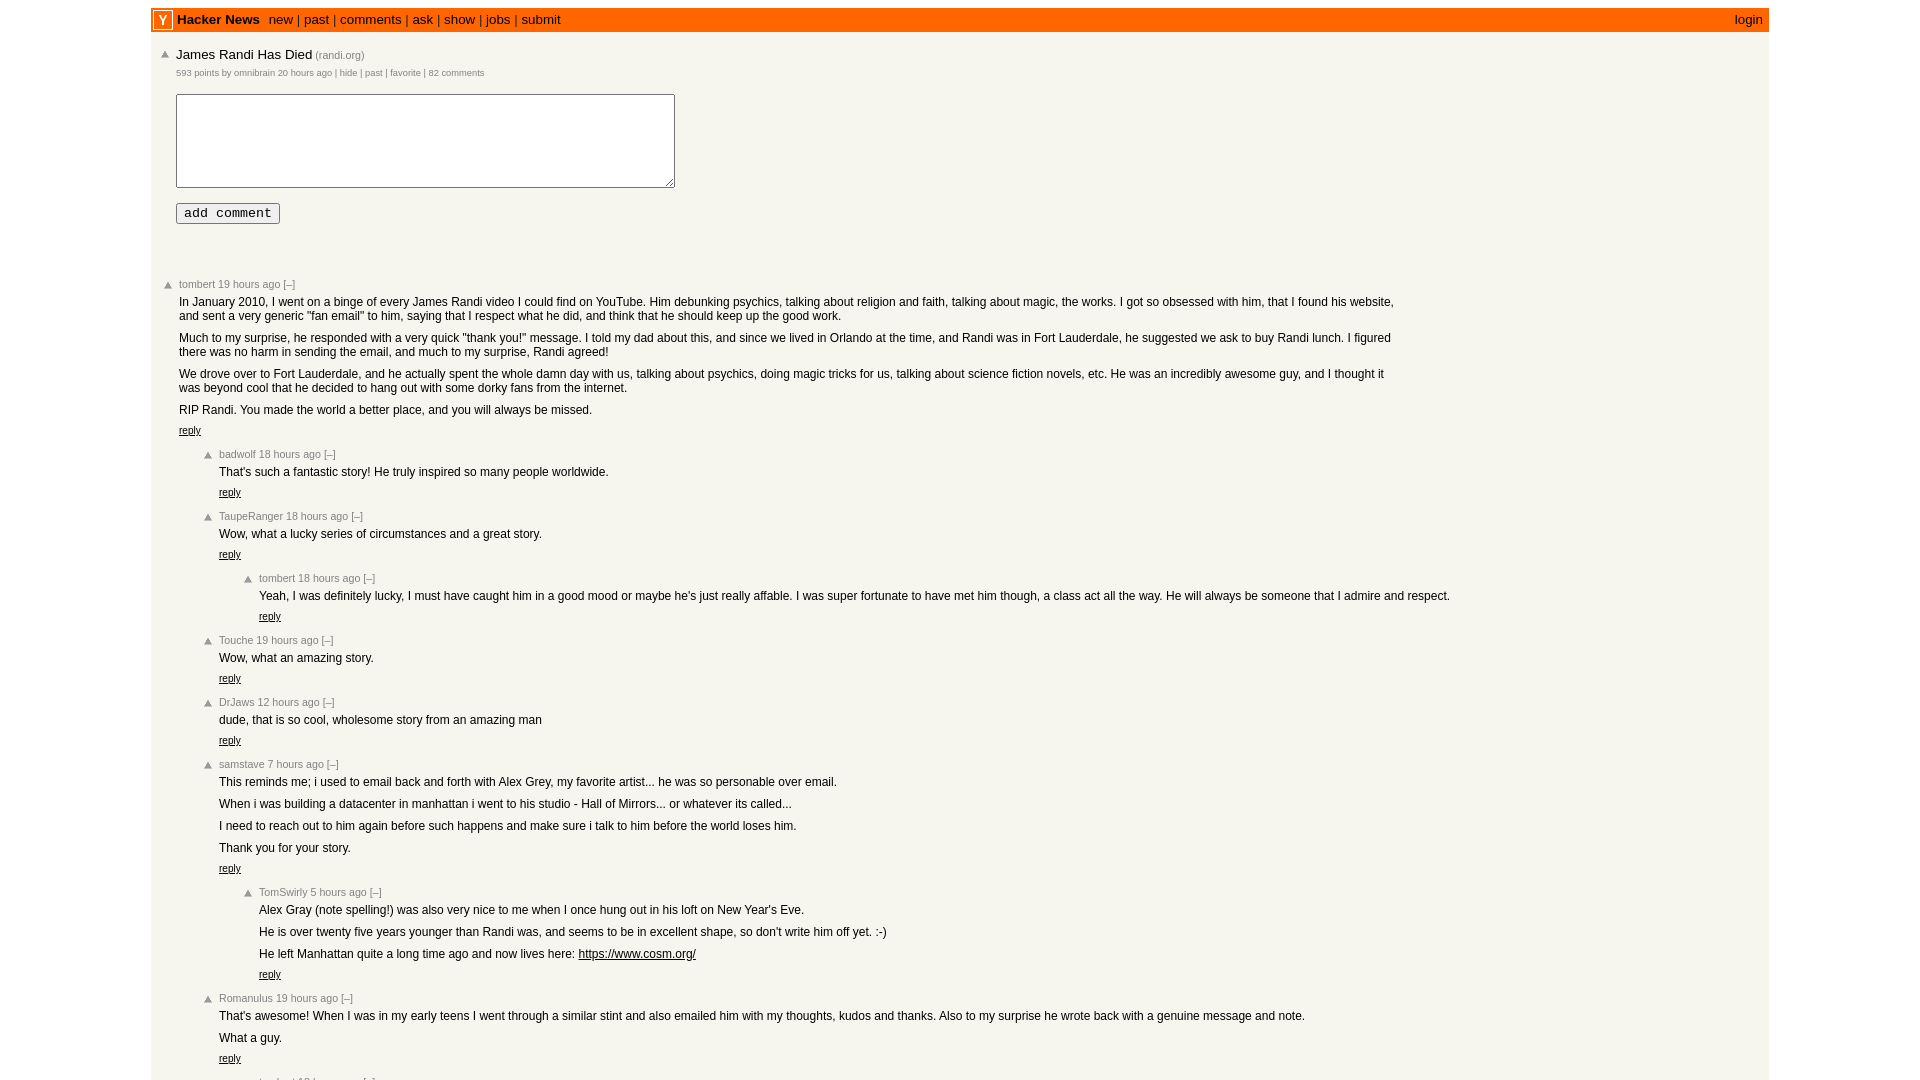 Y Hacker News new | past | comments | ask | show | jobs | submit login
James Randi Has Died (randi.org)
593 points by omnibrain 20 hours ago | hide | past | favorite | 82 comments
add comment
tombert 19 hours ago [–]
In January 2010, I went on a binge of every James Randi video I could find on YouTube. Him debunking psychics, talking about religion and faith, talking about magic, the works. I got so obsessed with him, that I found his website,
and sent a very generic "fan email" to him, saying that I respect what he did, and think that he should keep up the good work.
Much to my surprise, he responded with a very quick "thank you!" message. I told my dad about this, and since we lived in Orlando at the time, and Randi was in Fort Lauderdale, he suggested we ask to buy Randi lunch. I figured
there was no harm in sending the email, and much to my surprise, Randi agreed!
We drove over to Fort Lauderdale, and he actually spent the whole damn day with us, talking about psychics, doing magic tricks for us, talking about science fiction novels, etc. He was an incredibly awesome guy, and I thought it
was beyond cool that he decided to hang out with some dorky fans from the internet.
RIP Randi. You made the world a better place, and you will always be missed.
reply
badwolf 18 hours ago [–]
That's such a fantastic story! He truly inspired so many people worldwide.
reply
TaupeRanger 18 hours ago [–]
Wow, what a lucky series of circumstances and a great story.
reply
tombert 18 hours ago [–]
Yeah, I was definitely lucky, I must have caught him in a good mood or maybe he's just really affable. I was super fortunate to have met him though, a class act all the way. He will always be someone that I admire and respect.
reply
Touche 19 hours ago [–]
Wow, what an amazing story.
reply
DrJaws 12 hours ago [–]
dude, that is so cool, wholesome story from an amazing man
reply
samstave 7 hours ago [–]
This reminds me; i used to email back and forth with Alex Grey, my favorite artist... he was so personable over email.
When i was building a datacenter in manhattan i went to his studio - Hall of Mirrors... or whatever its called...
I need to reach out to him again before such happens and make sure i talk to him before the world loses him.
Thank you for your story.
reply
TomSwirly 5 hours ago [–]
Alex Gray (note spelling!) was also very nice to me when I once hung out in his loft on New Year's Eve.
He is over twenty five years younger than Randi was, and seems to be in excellent shape, so don't write him off yet. :-)
He left Manhattan quite a long time ago and now lives here: https://www.cosm.org/
reply
Romanulus 19 hours ago [–]
That's awesome! When I was in my early teens I went through a similar stint and also emailed him with my thoughts, kudos and thanks. Also to my surprise he wrote back with a genuine message and note.
What a guy.
reply